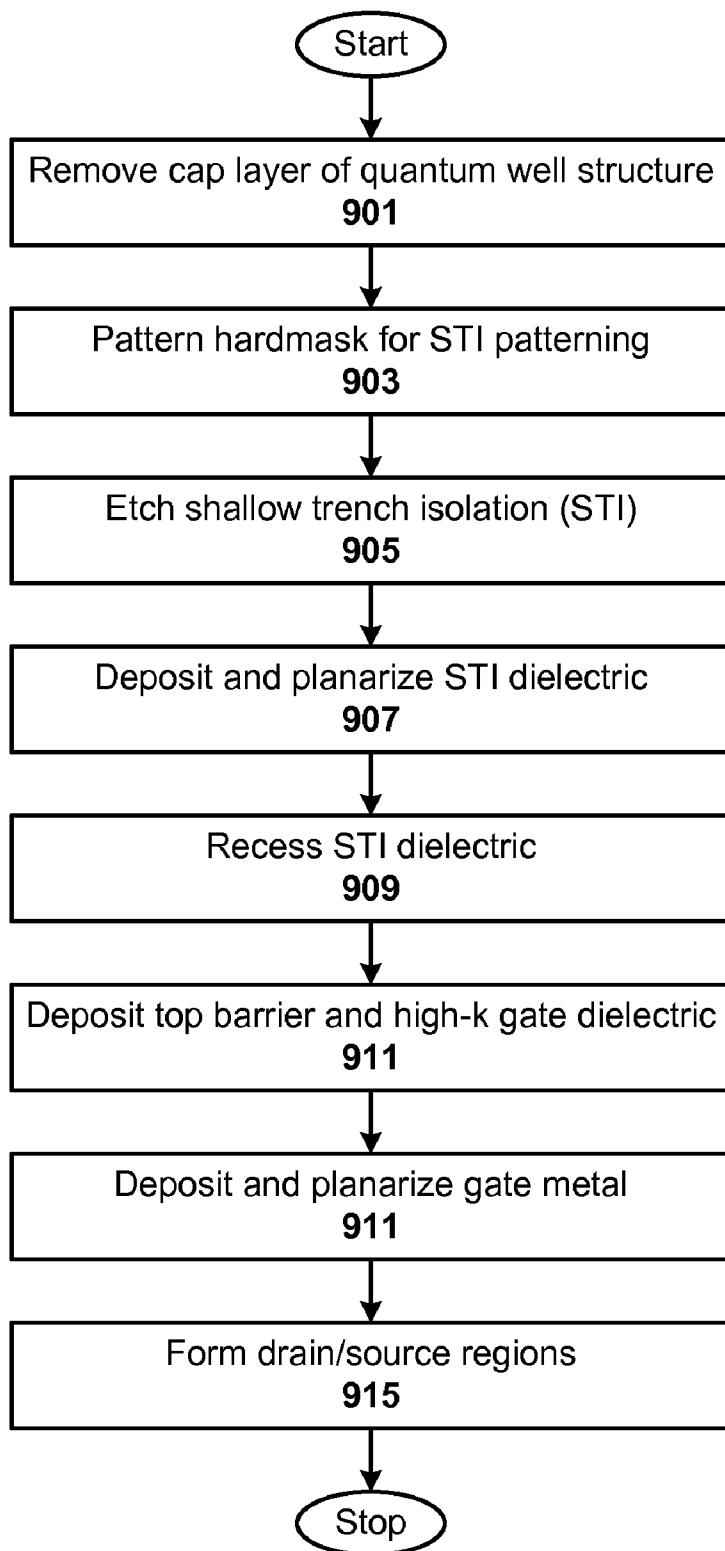 Start
Remove cap layer of quantum well structure
901
Pattern hardmask for STI patterning
903
Etch shallow trench isolation (STI)
905
Deposit and planarize STI dielectric
907
Recess STI dielectric
909
Deposit top barrier and high-k gate dielectric
911
Deposit and planarize gate metal
911
Form drain/source regions
915
Stop